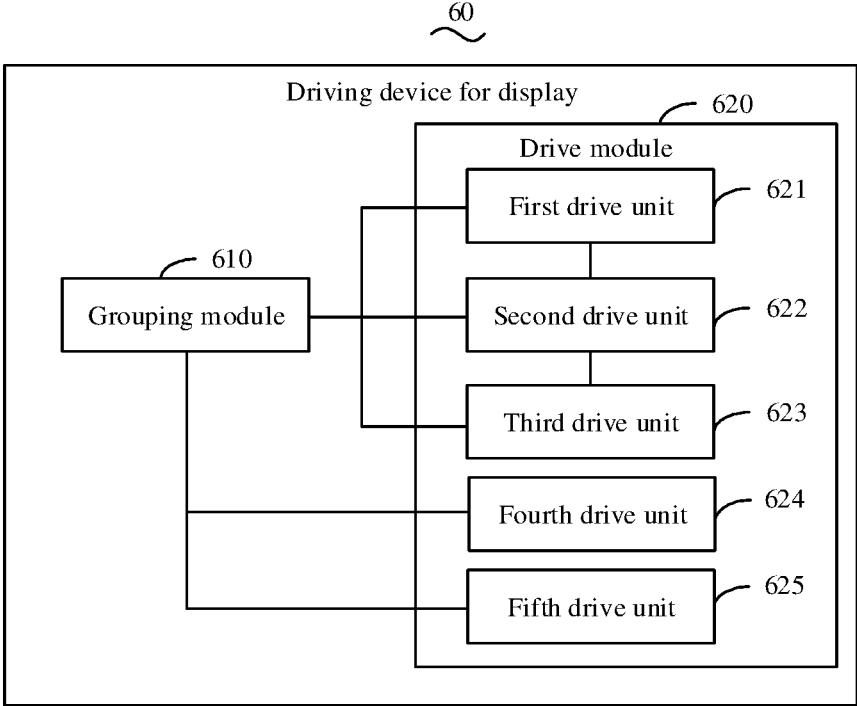 60
Driving device for display
620
Drive module
First drive unit
621
610
Grouping module
Second drive unit
622
Third drive unit
623
Fourth drive unit
624
Fifth drive unit
625